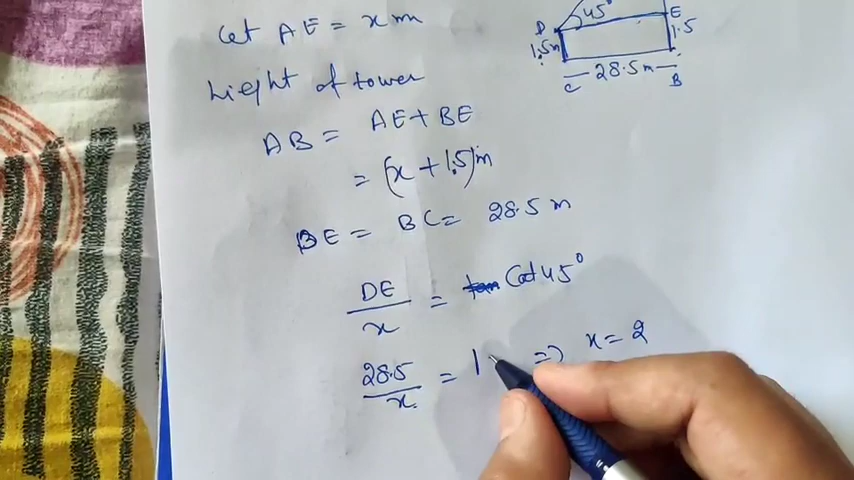 Let AE = x m
Hieght of tower
AB = AE + BE
= (x + 1.5) m
BE = BC = 28.5 m
DE/x = tan Cot 45°
28.5/x = 1 => x = 2
45°
D E
1.5m 1.5
28.5 m
C B